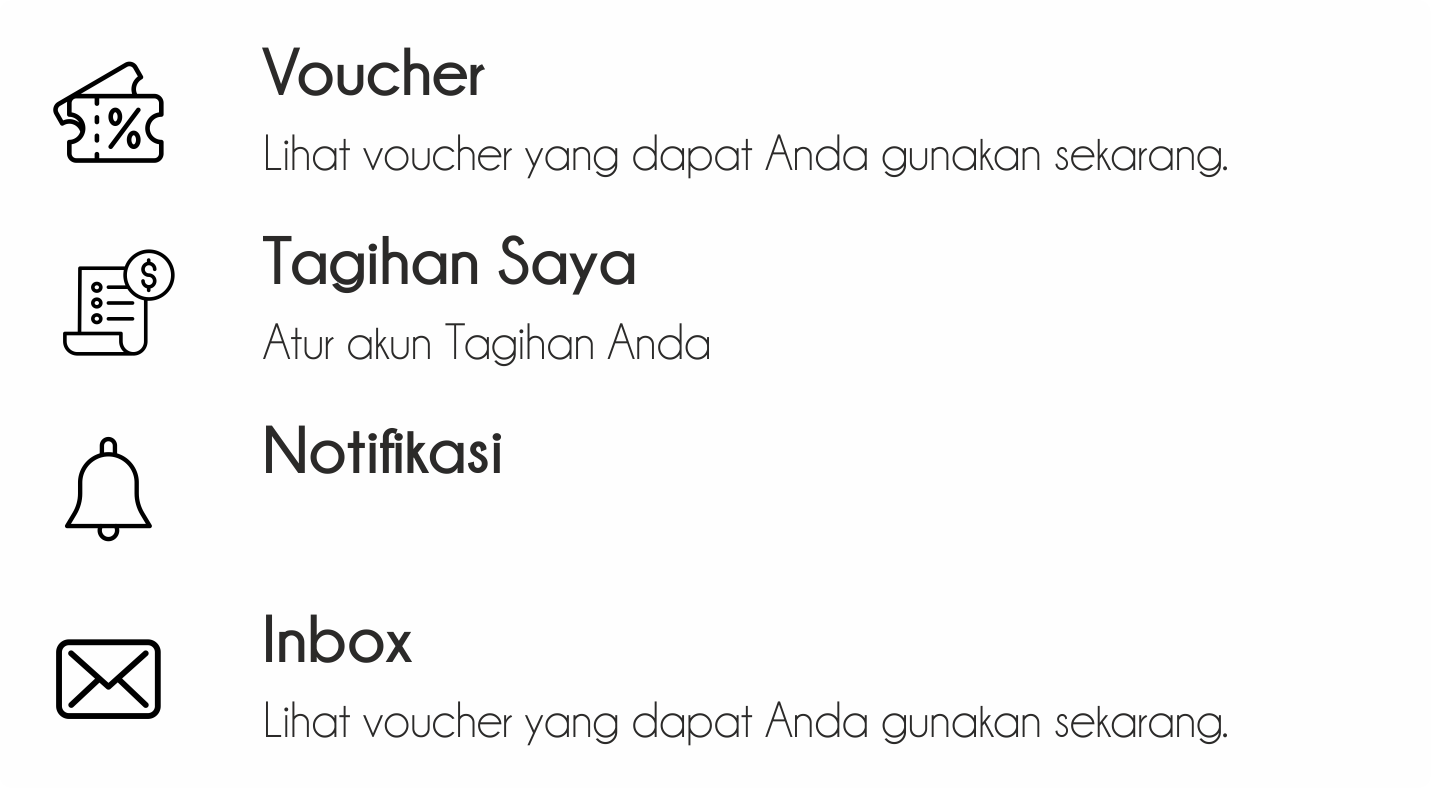 Voucher
Lihat voucher yang dapat Anda gunakan sekarang.
Tagihan Saya
Atur akun Tagihan Anda
Notifikasi
Inbox
Lihat voucher yang dapat Anda gunakan sekarang.